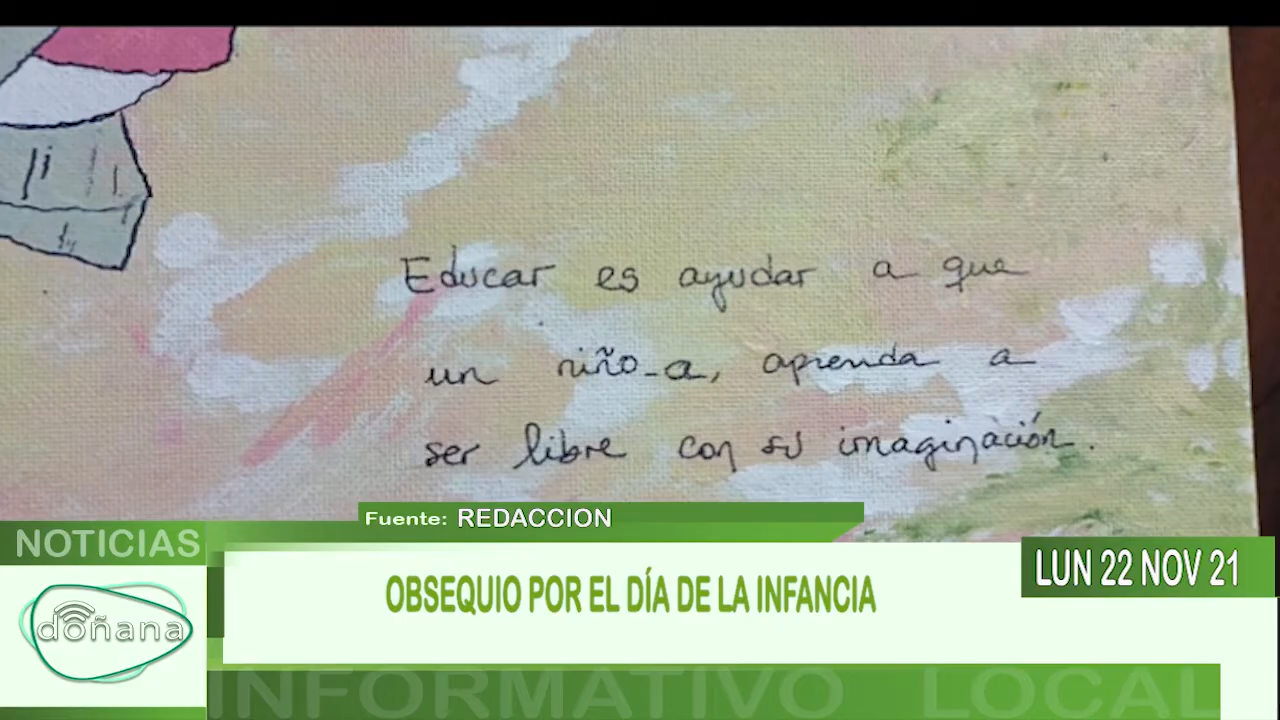 Educar es ayudar a que
un niño-a, aprenda a
ser libre con su imaginación.
Fuente: REDACCION
NOTICIAS
OBSEQUIO POR EL DÍA DE LA INFANCIA
LUN 22 NOV 21
doñana
INFORMATIVO LOCAL